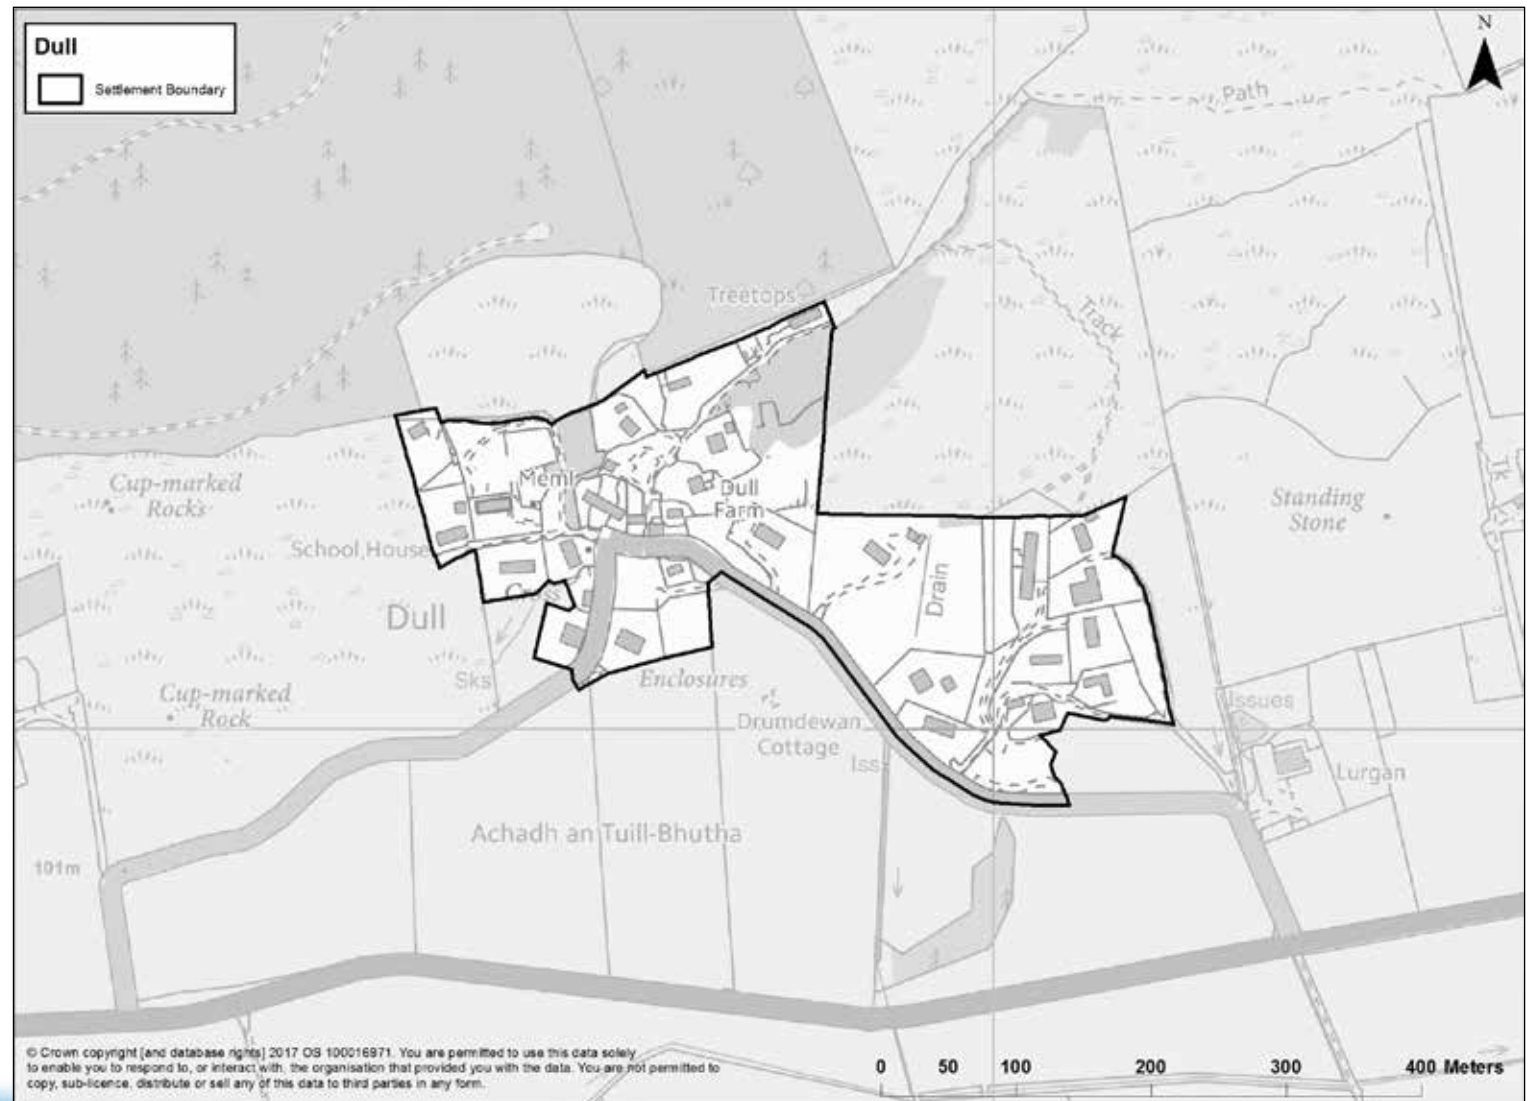 Dull
Settlement Boundary
N
Path
Treetops
Track
Cup-marked
Rocks
Meml
Dull
Farm
Standing
Stone
Tk
School House
Drain
Dull
Cup-marked
Rock
Sks
Enclosures
Issues
Drumdewan
Cottage
Iss
Lurgan
Achadh an Tuill-Bhutha
101m
© Crown copyright [and database rights] 2017 OS 100016971. You are permitted to use this data solely
to enable you to respond to, or interact with, the organisation that provided you with the data. You are not permitted to
copy, sub-licence, distribute or sell any of this data to third parties in any form.
0 50 100 200 300 400 Meters